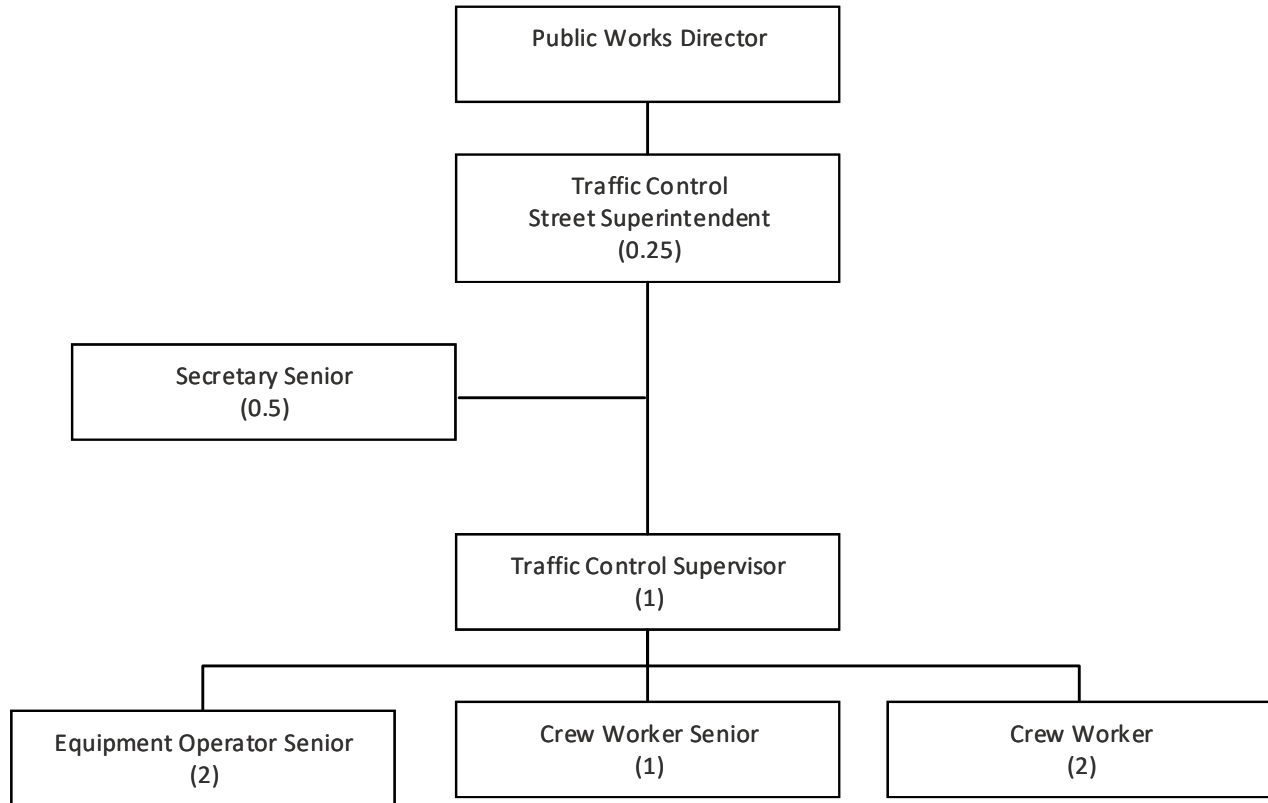 Public Works Director
Traffic Control
Street Superintendent
(0.25)
Secretary Senior
(0.5)
Traffic Control Supervisor
(1)
Equipment Operator Senior
(2)
Crew Worker Senior
(1)
Crew Worker
(2)